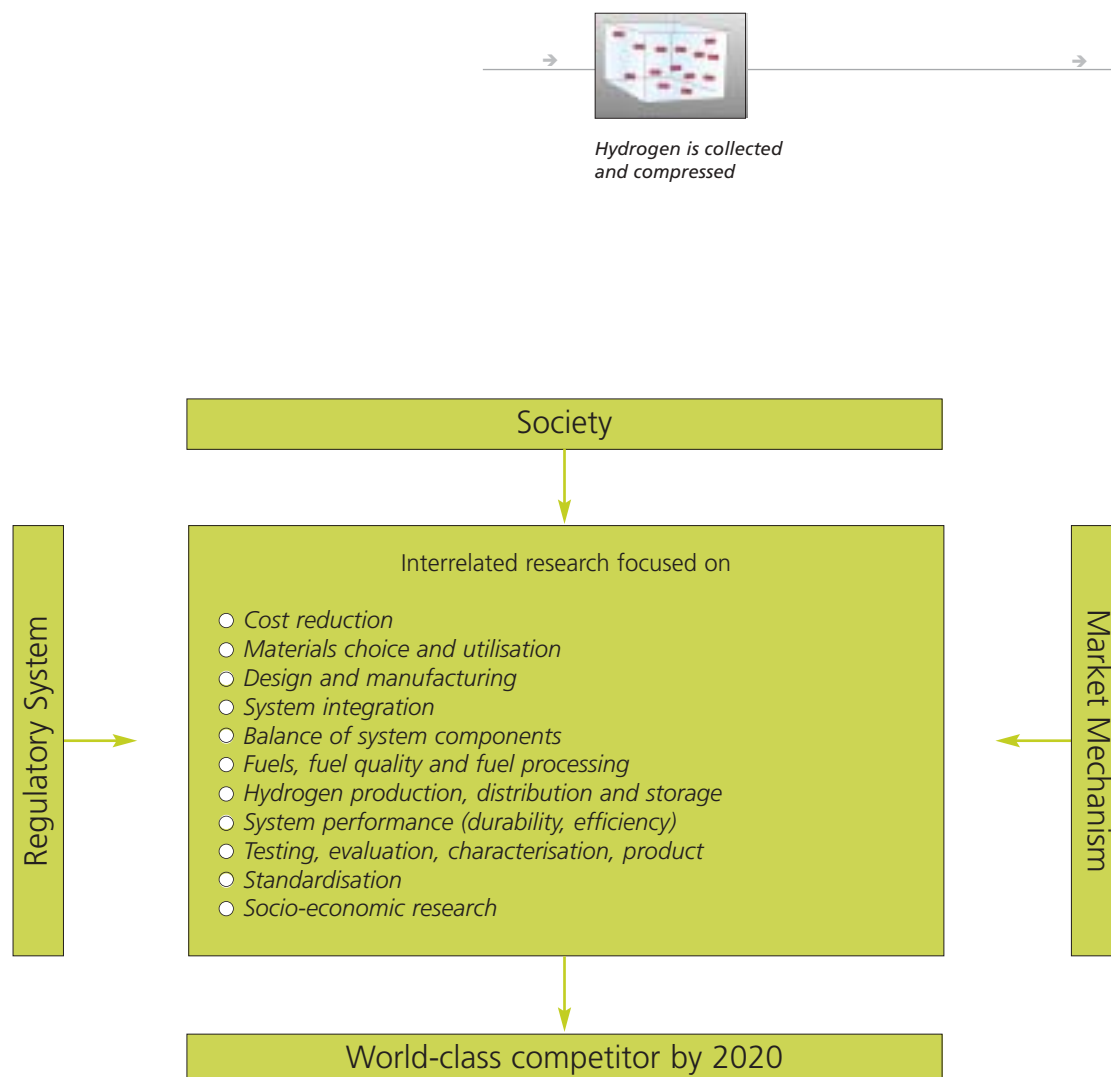 Hydrogen is collected
and compressed
Society
Regulatory System
Interrelated research focused on
Cost reduction
Materials choice and utilisation
Design and manufacturing
System integration
Balance of system components
Fuels, fuel quality and fuel processing
Hydrogen production, distribution and storage
System performance (durability, efficiency)
Testing, evaluation, characterisation, product
Standardisation
Socio-economic research
Market Mechanism
World-class competitor by 2020